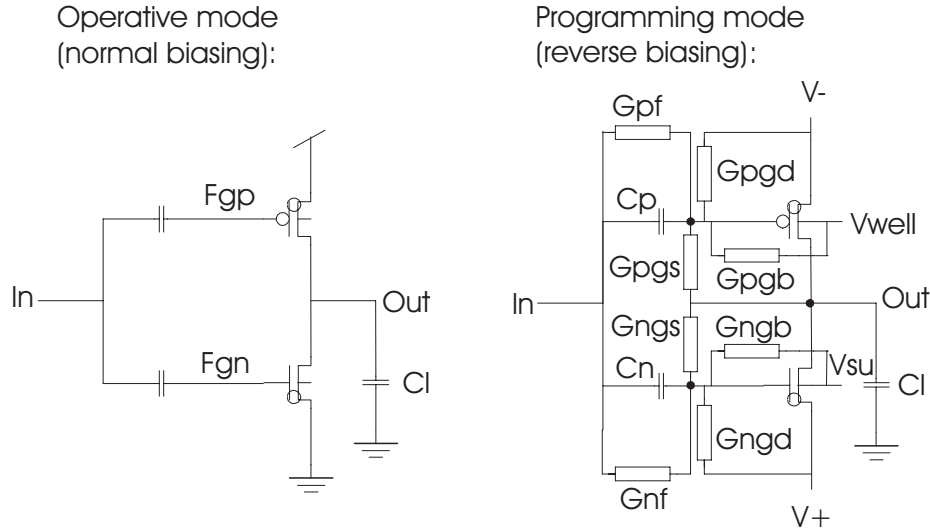 Operative mode
(normal biasing):
Fgp
In
Out
Fgn
Cl
Programming mode
(reverse biasing):
V-
Gpf
Gpgd
Cp
Vwell
Gpgs
Gpgb
In
Out
Gngs
Gngb
Cn
Vsu
Cl
Gngd
Gnf
V+